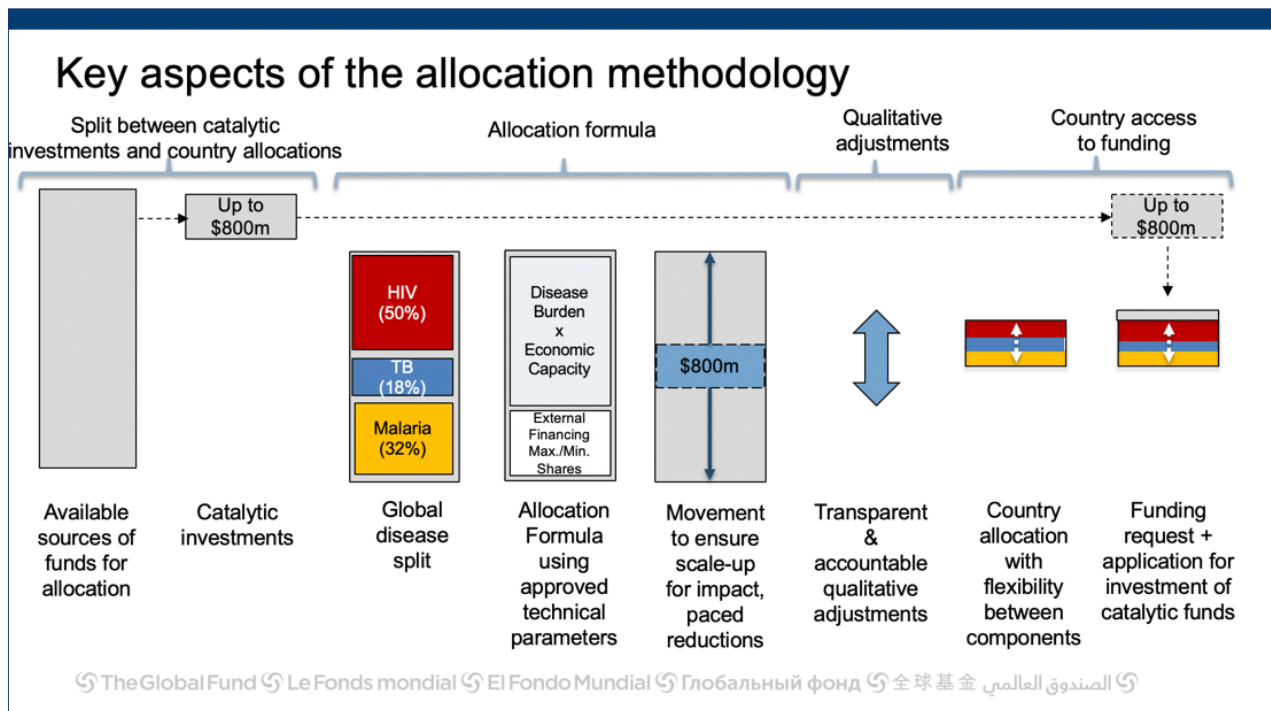 Key aspects of the allocation methodology
Split between catalytic
investments and country allocations
Allocation formula
Qualitative
adjustments
Country access
to funding
Up to
$800m
Up to
$800m
HIV
(50%)
TB
(18%)
Malaria
(32%)
Disease
Burden
x
Economic
Capacity
External
Financing
Max./Min.
Shares
$800m
Available
sources of
funds for
allocation
Catalytic
investments
Global
disease
split
Allocation
Formula
using
approved
technical
parameters
Movement
to ensure
scale-up
for impact,
paced
reductions
Transparent
&
accountable
qualitative
adjustments
Country
allocation
with
flexibility
between
components
Funding
request +
application for
investment of
catalytic funds
The Global Fund Le Fonds mondial El Fondo Mundial Глобальный фонд 全球基金 الصندوق العالمي